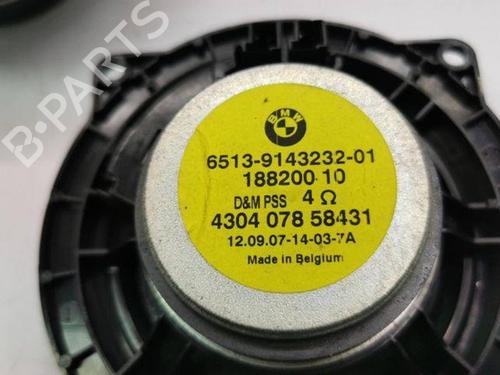 BMW
6513-9143232-01
188200 10
D&M PSS 4 Ω
4304 078 58431
12.09.07-14-03-7A
Made in Belgium
B-PARTS